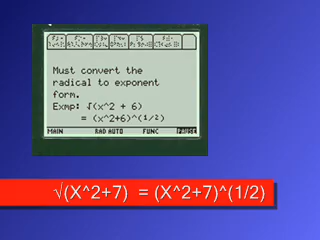 Must convert the
radical to exponent
form.
Exmp: √(x^2 + 6)
= (x^2+6)^(1/2)
MAIN RAD AUTO FUNC PAUSE
√(X^2+7) = (X^2+7)^(1/2)